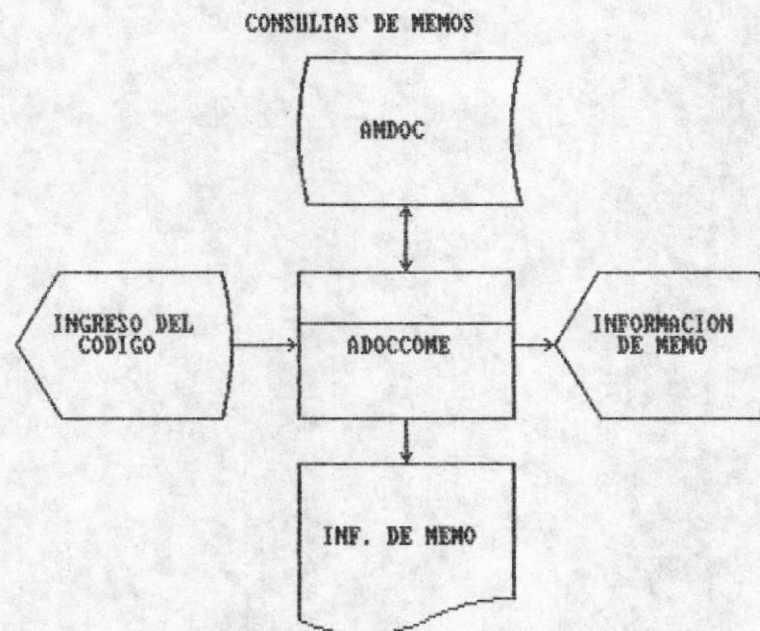 CONSULTAS DE MEMOS
AMDOC
INGRESO DEL
CODIGO
ADOCCOME
INFORMACION
DE MEMO
INF. DE MEMO